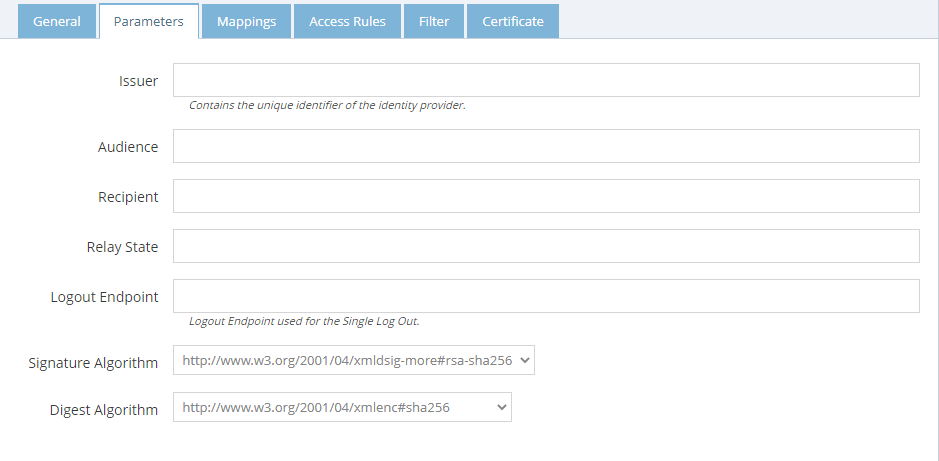 General Parameters Mappings Access Rules Filter Certificate
Issuer
Contains the unique identifier of the identity provider.
Audience
Recipient
Relay State
Logout Endpoint
Logout Endpoint used for the Single Log Out.
Signature Algorithm http://www.w3.org/2001/04/xmldsig-more#rsa-sha256
Digest Algorithm http://www.w3.org/2001/04/xmlenc#sha256